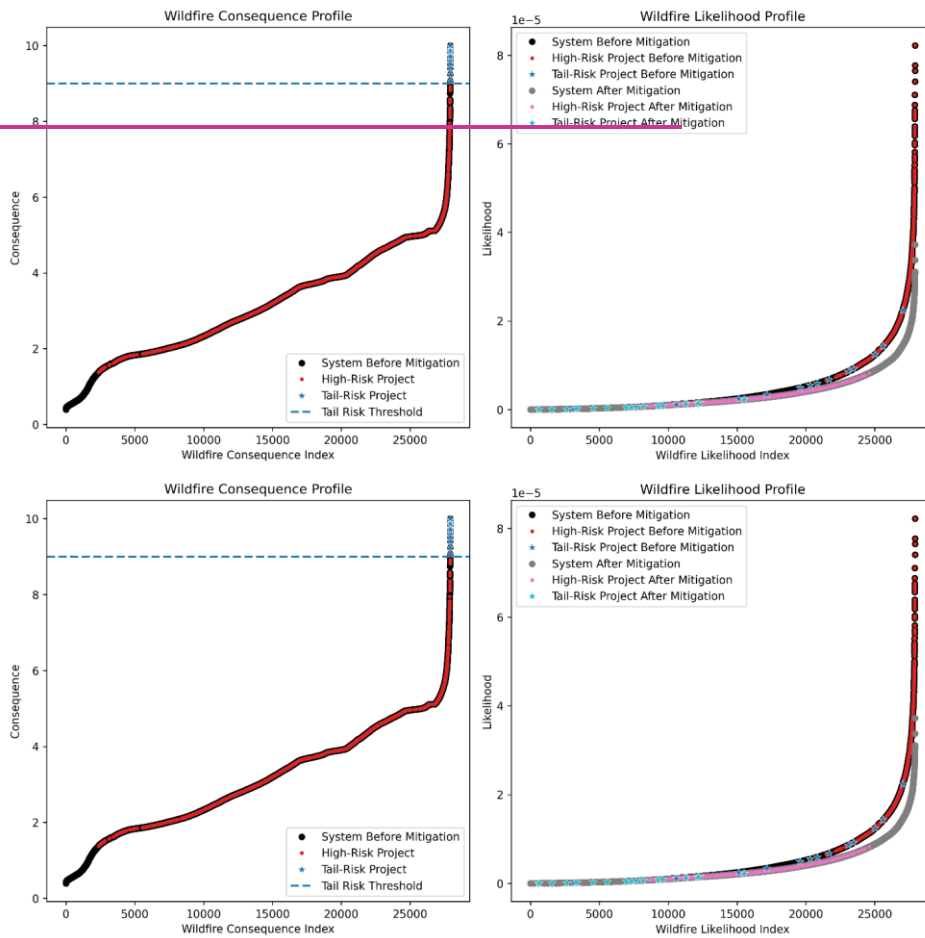 Wildfire Consequence Profile
10
8
6
4
2
0
Consequence
0 5000 10000 15000 20000 25000
Wildfire Consequence Index
System Before Mitigation
High-Risk Project
Tail-Risk Project
Tail Risk Threshold
Wildfire Likelihood Profile
1e−5
8
6
4
2
0
Likelihood
System Before Mitigation
High-Risk Project Before Mitigation
Tail-Risk Project Before Mitigation
System After Mitigation
High-Risk Project After Mitigation
Tail-Risk Project After Mitigation
0 5000 10000 15000 20000 25000
Wildfire Likelihood Index
Wildfire Consequence Profile
10
8
6
4
2
0
Consequence
0 5000 10000 15000 20000 25000
Wildfire Consequence Index
System Before Mitigation
High-Risk Project
Tail-Risk Project
Tail Risk Threshold
Wildfire Likelihood Profile
1e−5
8
6
4
2
0
Likelihood
System Before Mitigation
High-Risk Project Before Mitigation
Tail-Risk Project Before Mitigation
System After Mitigation
High-Risk Project After Mitigation
Tail-Risk Project After Mitigation
0 5000 10000 15000 20000 25000
Wildfire Likelihood Index